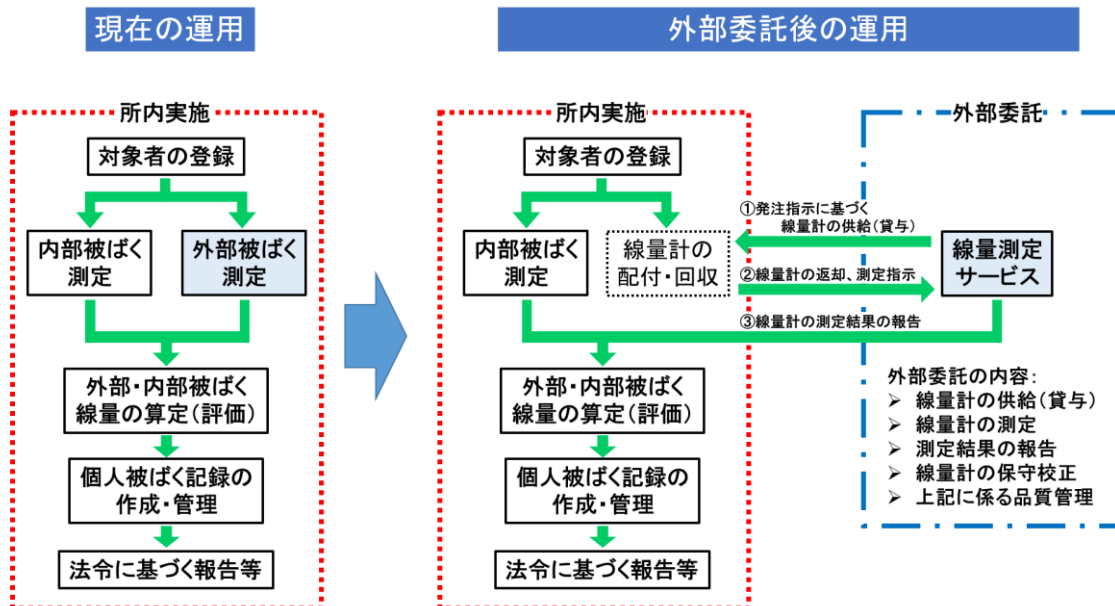 現在の運用
外部委託後の運用
所内実施
対象者の登録
内部被ばく
測定
外部被ばく
測定
外部・内部被ばく
線量の算定(評価)
個人被ばく記録の
作成・管理
法令に基づく報告等
所内実施
対象者の登録
内部被ばく
測定
線量計の
配付・回収
外部・内部被ばく
線量の算定(評価)
個人被ばく記録の
作成・管理
法令に基づく報告等
①発注指示に基づく
線量計の供給(貸与)
②線量計の返却、測定指示
③線量計の測定結果の報告
外部委託
線量測定
サービス
外部委託の内容:
➢ 線量計の供給(貸与)
➢ 線量計の測定
➢ 測定結果の報告
➢ 線量計の保守校正
➢ 上記に係る品質管理